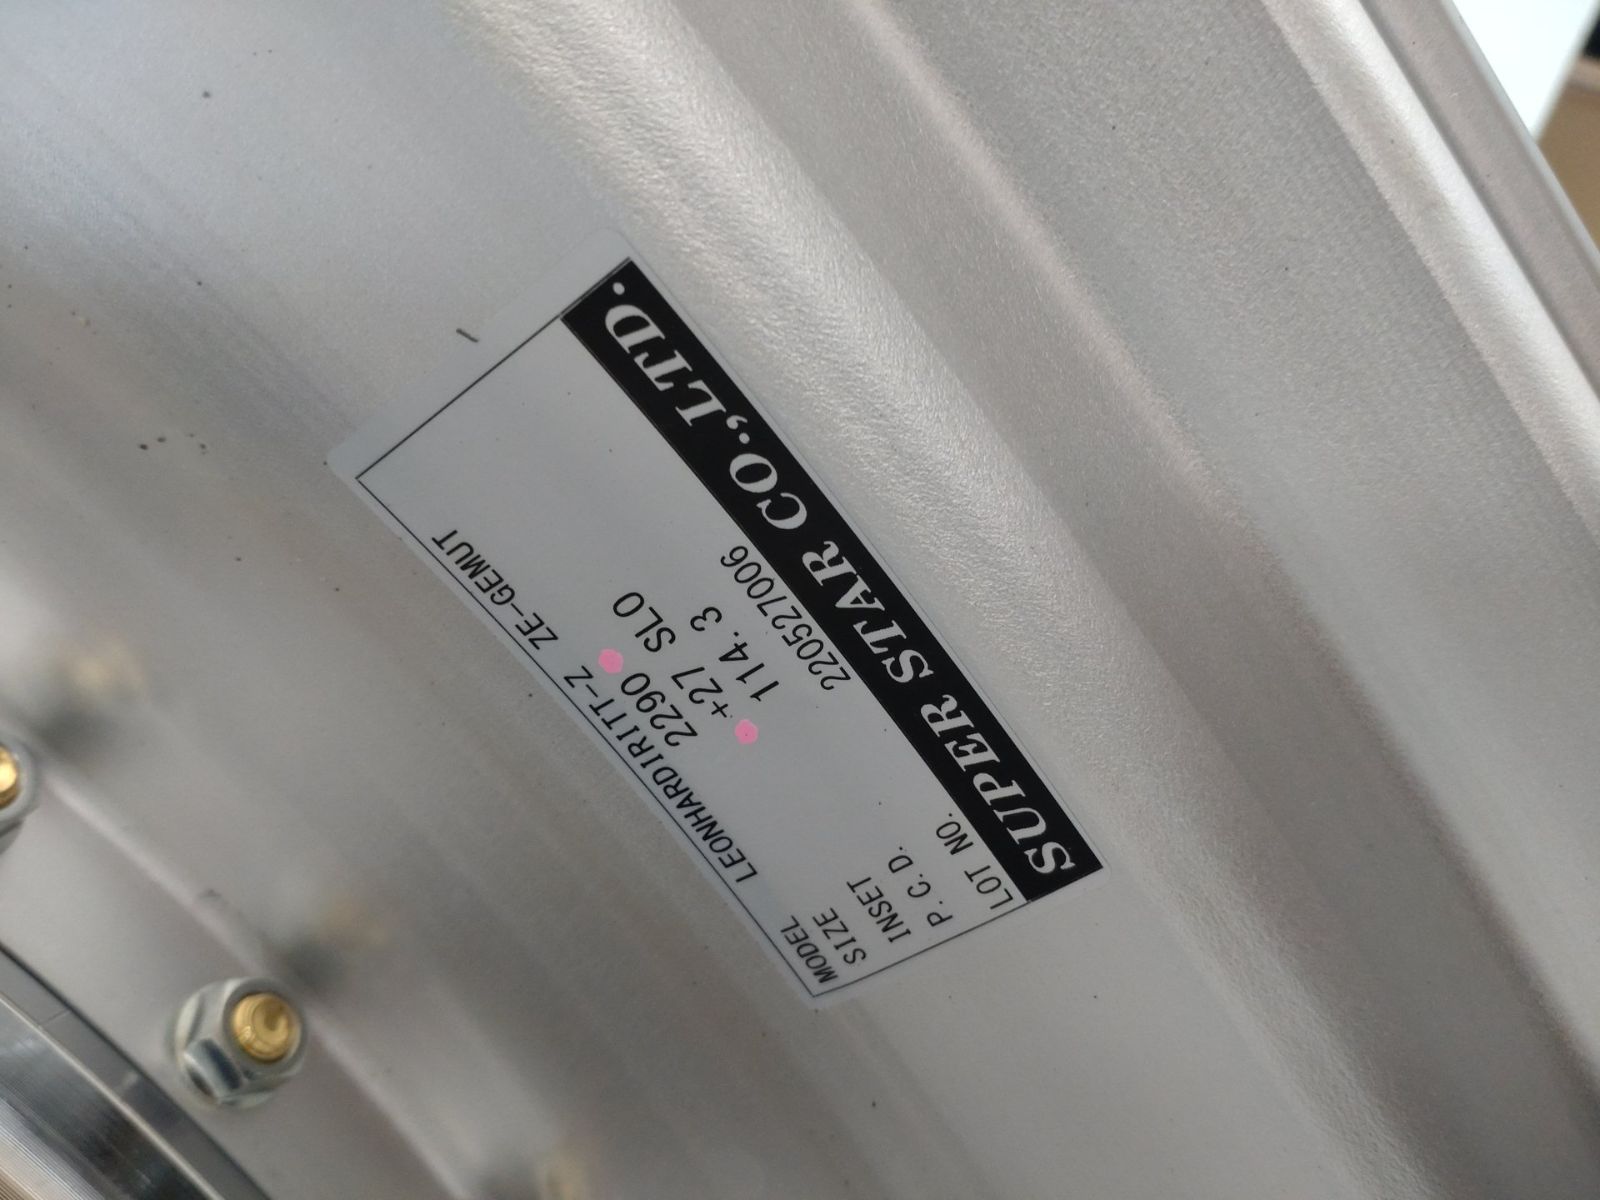 MODEL LEONHARDIRITT-Z ZE-GEMUT
SIZE 2290 SLO
INSET +27
P.C.D. 114.3
LOT NO. 220527006
SUPER STAR CO.,LTD.